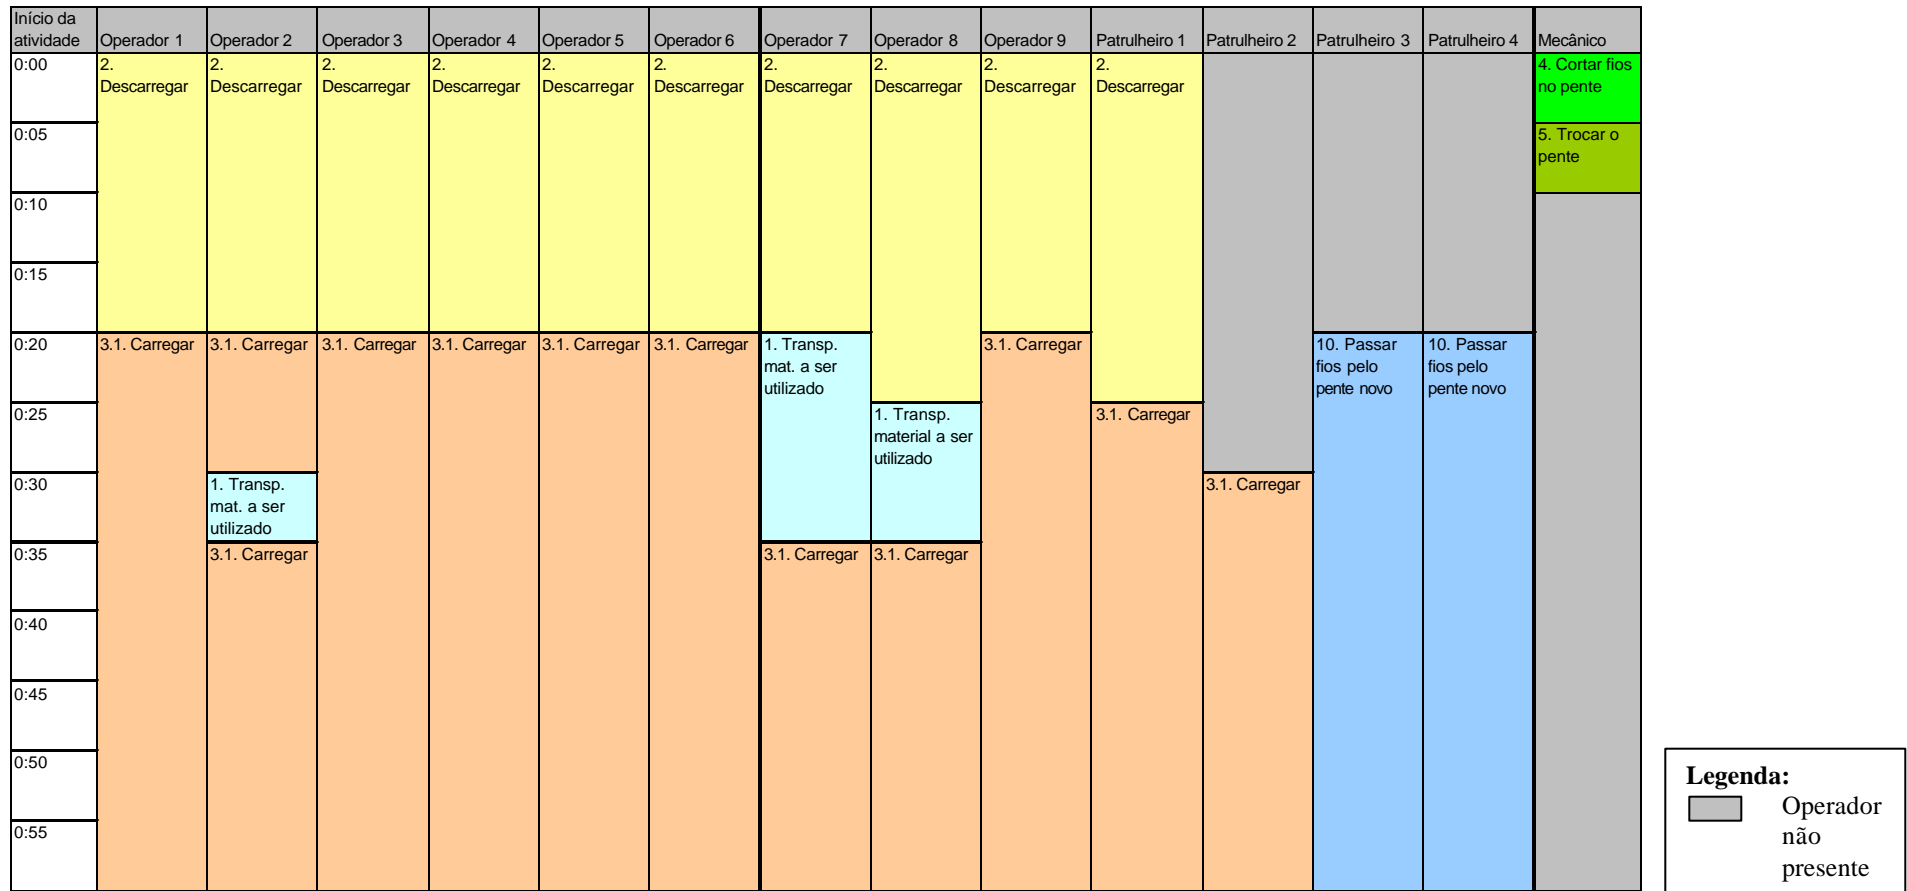 Início da
atividade Operador 1 Operador 2 Operador 3 Operador 4 Operador 5 Operador 6 Operador 7 Operador 8 Operador 9 Patrulheiro 1 Patrulheiro 2 Patrulheiro 3 Patrulheiro 4 Mecânico
0:00 2. 2. 2. 2. 2. 2. 2. 2. 2. 2. 4. Cortar fios
Descarregar Descarregar Descarregar Descarregar Descarregar Descarregar Descarregar Descarregar Descarregar Descarregar no pente
0:05 5. Trocar o
pente
0:10
0:15
0:20 3.1. Carregar 3.1. Carregar 3.1. Carregar 3.1. Carregar 3.1. Carregar 3.1. Carregar 1. Transp. 3.1. Carregar 10. Passar 10. Passar
mat. a ser fios pelo fios pelo
utilizado pente novo pente novo
0:25 1. Transp. 3.1. Carregar
material a ser
utilizado
0:30 1. Transp. 3.1. Carregar
mat. a ser
utilizado
0:35 3.1. Carregar 3.1. Carregar 3.1. Carregar
0:40
0:45
0:50
0:55
Legenda:
Operador
não
presente